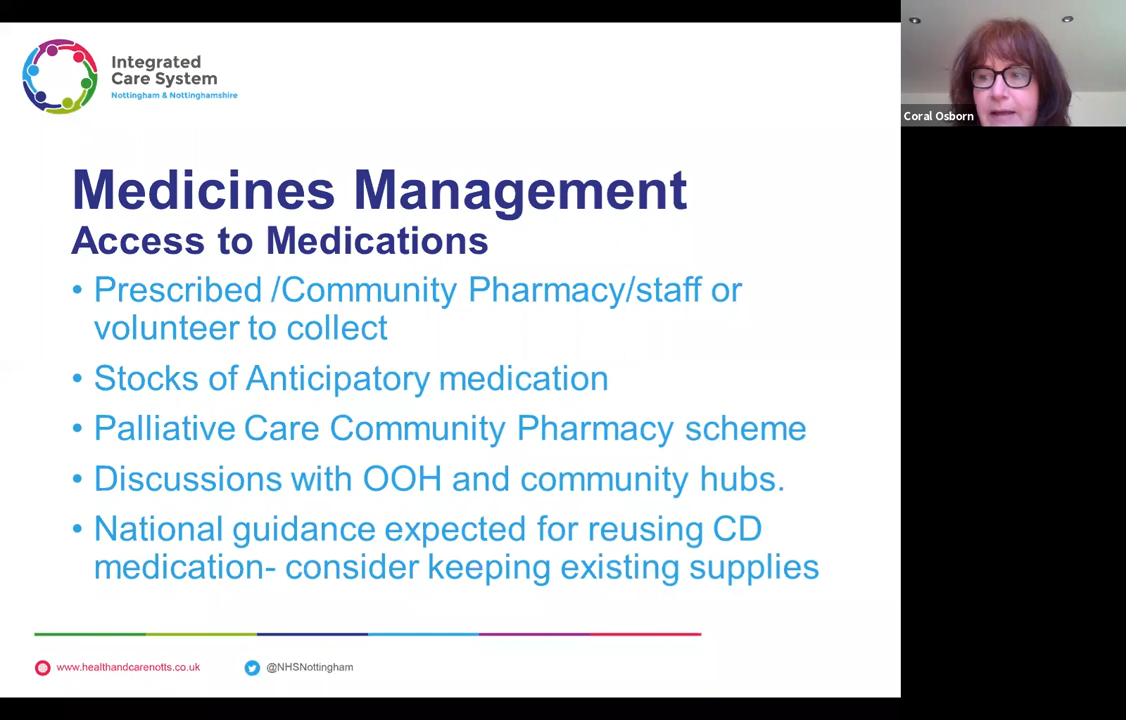 Integrated
Care System
Nottingham & Nottinghamshire
Coral Osborn
Medicines Management
Access to Medications
• Prescribed /Community Pharmacy/staff or
volunteer to collect
• Stocks of Anticipatory medication
• Palliative Care Community Pharmacy scheme
• Discussions with OOH and community hubs.
• National guidance expected for reusing CD
medication- consider keeping existing supplies
www.healthandcarenotts.co.uk
@NHSNottingham